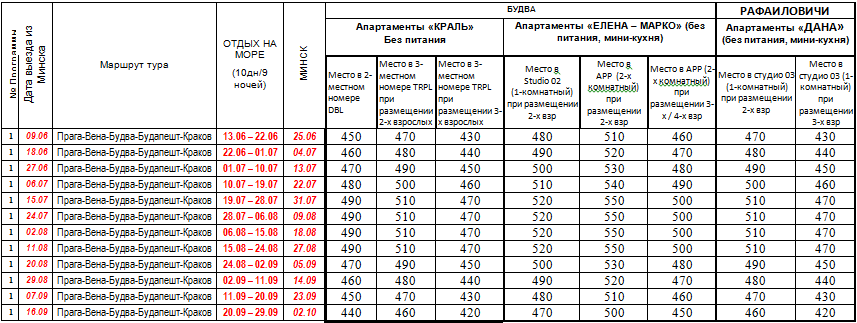 № Программы
Дата выезда из Минска
Маршрут тура
ОТДЫХ НА МОРЕ
(10дн/9 ночей)
МИНСК
БУДВА
РАФАИЛОВИЧИ
Апартаменты «КРАЛЬ»
Без питания
Апартаменты «ЕЛЕНА – МАРКО» (без питания, мини-кухня)
Апартаменты «ДАНА»
(без питания, мини-кухня)
Место в 2-местном номере DBL
Место в 3-местном номере TRPL при размещении 2-х взрослых
Место в 3-местном номере TRPL при размещении 3-х взрослых
Место в Studio 02 (1-комнатный) при размещении 2-х взр
Место в APP (2-х комнатный) при размещении 2-х взр
Место в APP (2-х комнатный) при размещении 3-х / 4-х взр
Место в студио 03 (1-комнатный) при размещении 2-х взр
Место в студио 03 (1-комнатный) при размещении 3-х взр
1 09.06 Прага-Вена-Будва-Будапешт-Краков 13.06 – 22.06 25.06 450 470 430 480 510 460 470 430
1 18.06 Прага-Вена-Будва-Будапешт-Краков 22.06 – 01.07 04.07 460 480 440 490 520 470 480 440
1 27.06 Прага-Вена-Будва-Будапешт-Краков 01.07 – 10.07 13.07 470 490 450 500 530 480 490 450
1 06.07 Прага-Вена-Будва-Будапешт-Краков 10.07 – 19.07 22.07 480 500 460 510 540 490 500 460
1 15.07 Прага-Вена-Будва-Будапешт-Краков 19.07 – 28.07 31.07 490 510 470 520 550 500 510 470
1 24.07 Прага-Вена-Будва-Будапешт-Краков 28.07 – 06.08 09.08 490 510 470 520 550 500 510 470
1 02.08 Прага-Вена-Будва-Будапешт-Краков 06.08 – 15.08 18.08 490 510 470 520 550 500 510 470
1 11.08 Прага-Вена-Будва-Будапешт-Краков 15.08 – 24.08 27.08 490 510 470 520 550 500 510 470
1 20.08 Прага-Вена-Будва-Будапешт-Краков 24.08 – 02.09 05.09 470 490 450 500 530 480 490 450
1 29.08 Прага-Вена-Будва-Будапешт-Краков 02.09 – 11.09 14.09 460 480 440 490 520 470 480 440
1 07.09 Прага-Вена-Будва-Будапешт-Краков 11.09 – 20.09 23.09 450 470 430 480 510 460 470 430
1 16.09 Прага-Вена-Будва-Будапешт-Краков 20.09 – 29.09 02.10 440 460 420 470 500 450 460 420